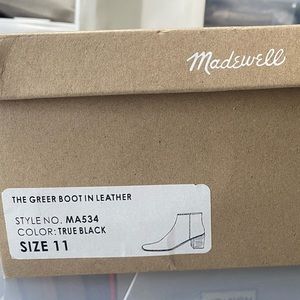 Madewell
THE GREER BOOT IN LEATHER
STYLE NO. MA534
COLOR: TRUE BLACK
SIZE 11